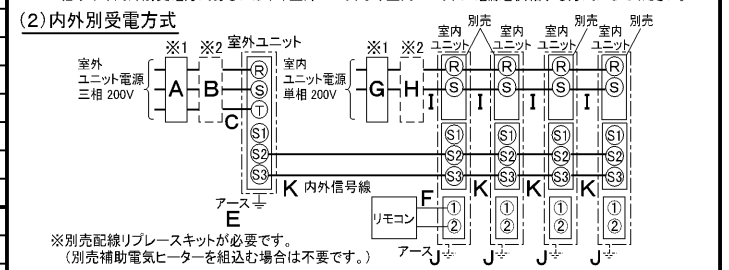 (2)内外別受電方式
※1 ※2 室外ユニット
室外
ユニット電源
三相 200V
A B C
R
S
T
S1
S2
S3
アース
E
※1 ※2
室内
ユニット電源
単相 200V
G H
室内
ユニット
別売
室内
ユニット
別売
室内
ユニット
別売
室内
ユニット
別売
R R R R
S S S S
I I I I
S1 S1 S1 S1
S2 S2 S2 S2
S3 S3 S3 S3
K 内外信号線
K K K
リモコン
F
① ① ① ①
② ② ② ②
アース J J J J
※別売配線リプレースキットが必要です。
(別売補助電気ヒーターを組込む場合は不要です。)